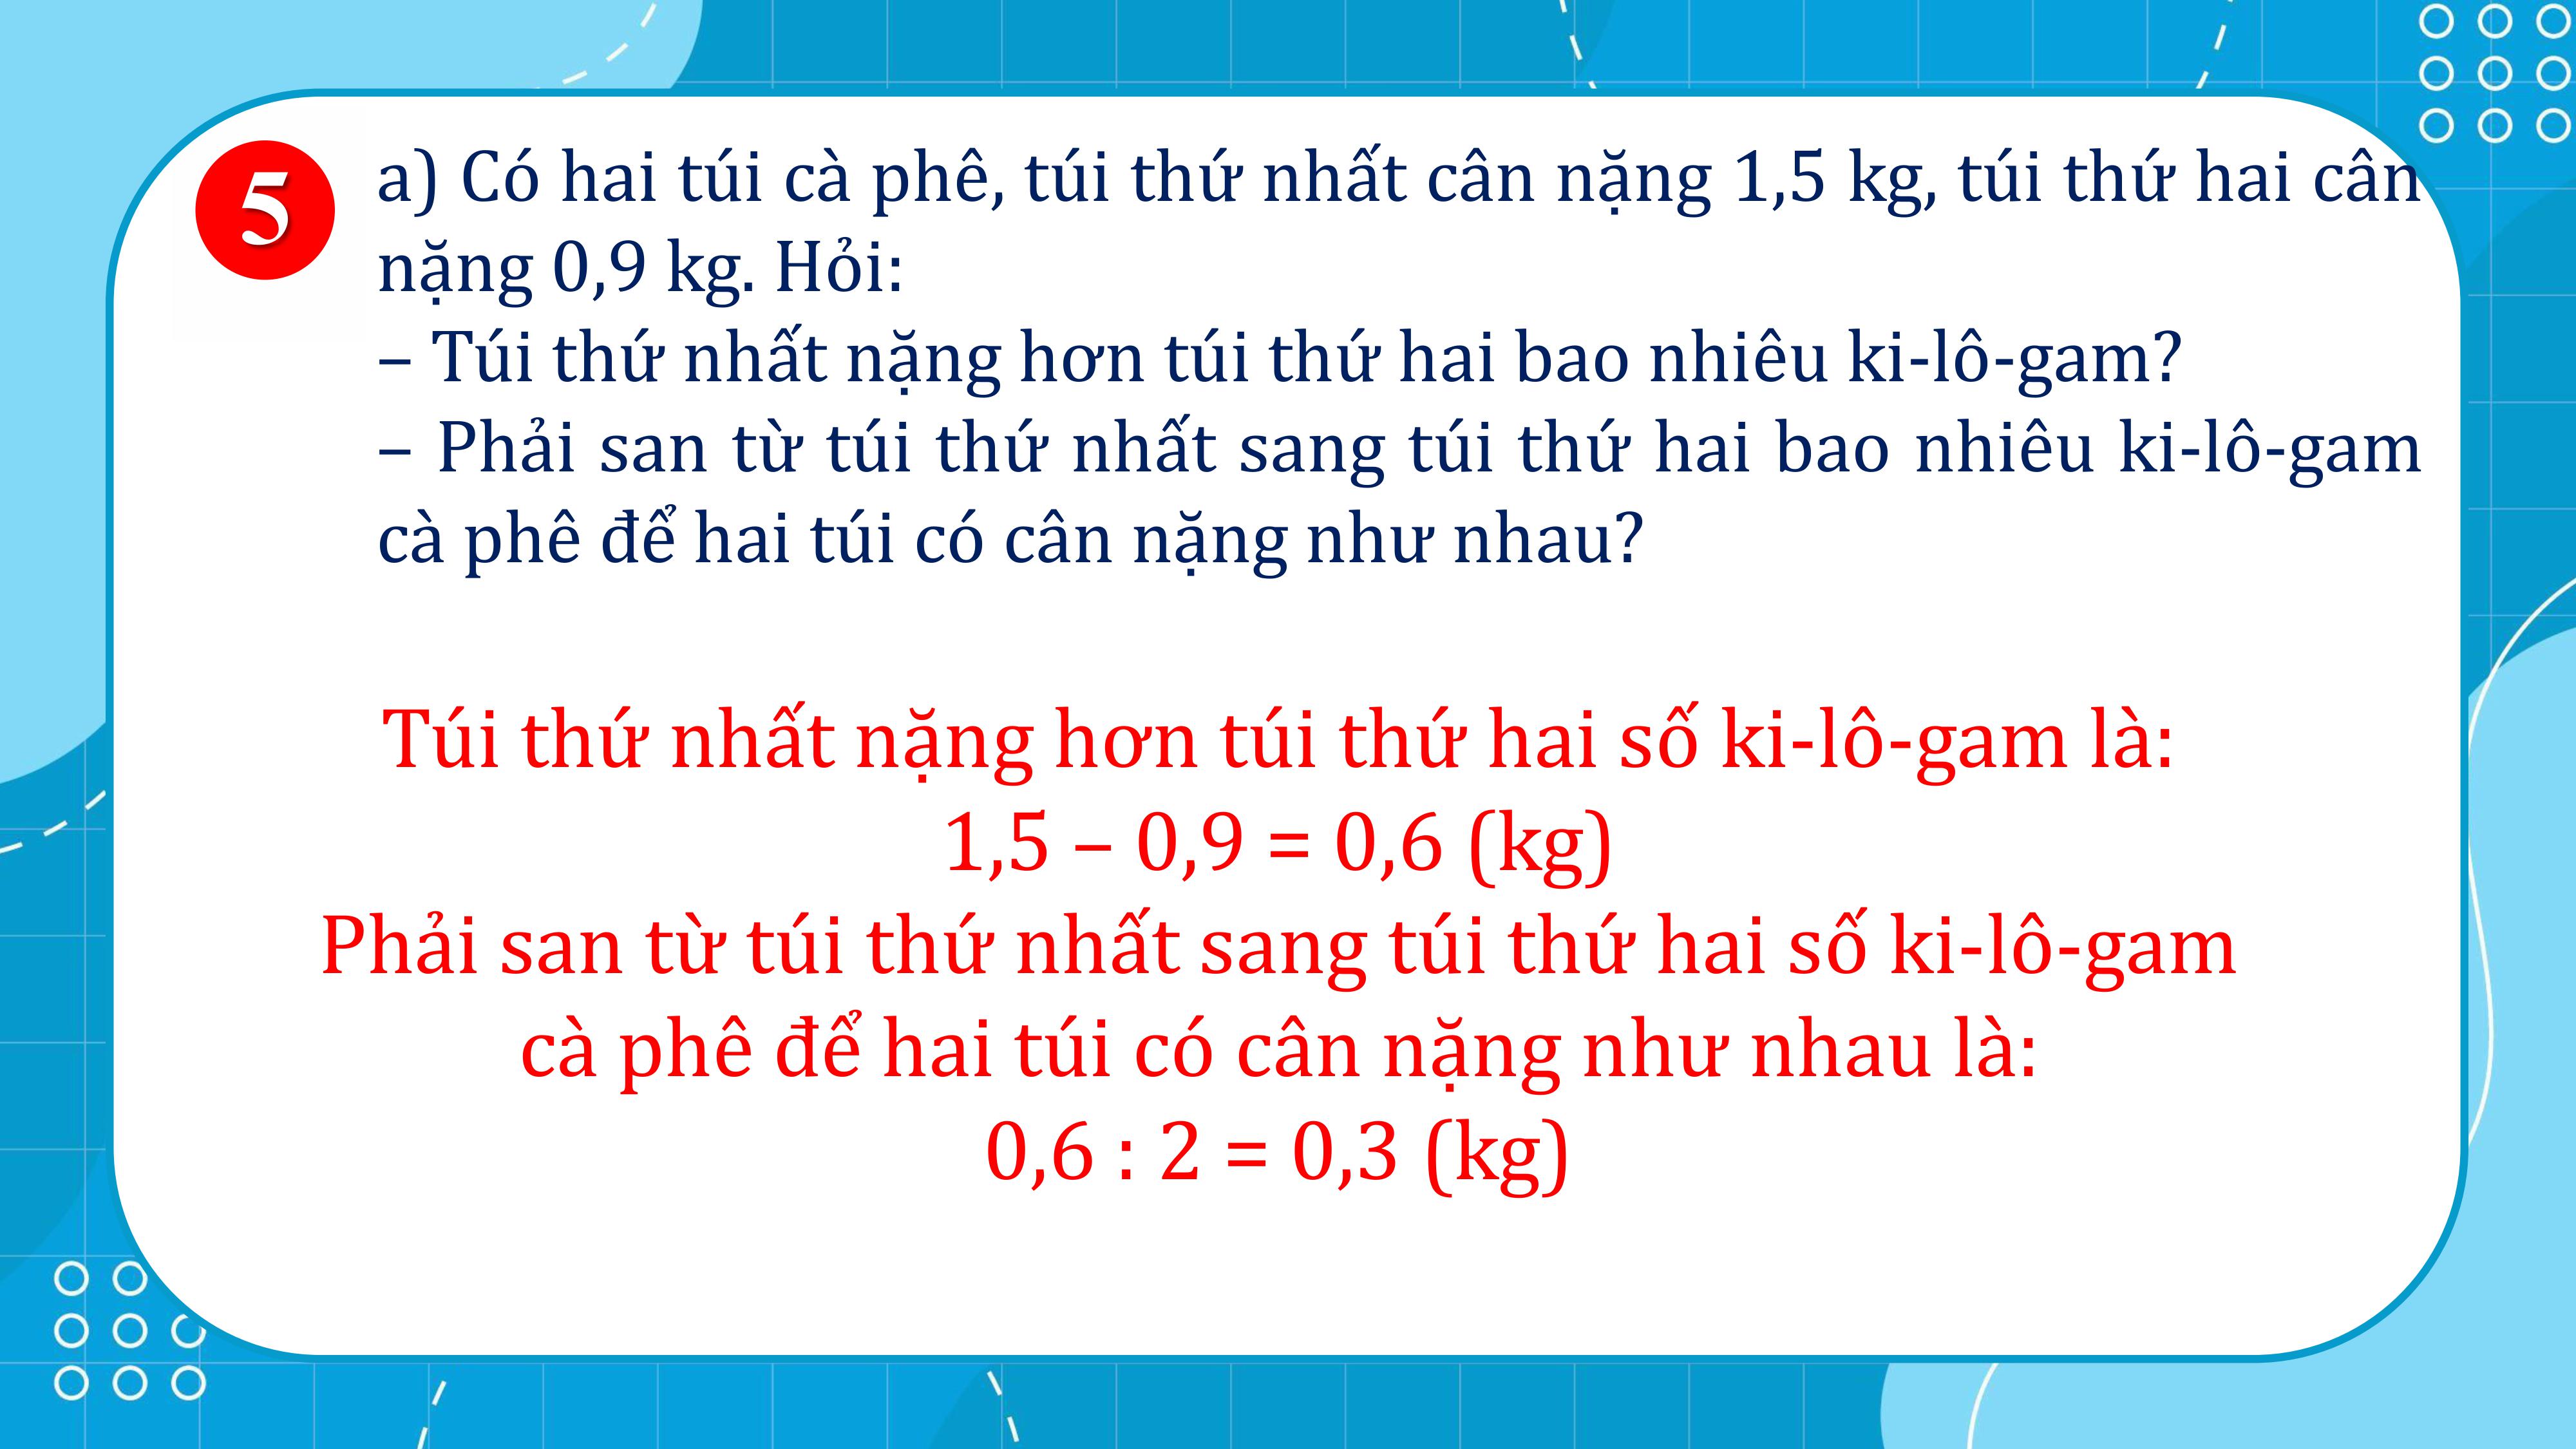 5
a) Có hai túi cà phê, túi thứ nhất cân nặng 1,5 kg, túi thứ hai cân
nặng 0,9 kg. Hỏi:
– Túi thứ nhất nặng hơn túi thứ hai bao nhiêu ki-lô-gam?
– Phải san từ túi thứ nhất sang túi thứ hai bao nhiêu ki-lô-gam
cà phê để hai túi có cân nặng như nhau?
Túi thứ nhất nặng hơn túi thứ hai số ki-lô-gam là:
1,5 – 0,9 = 0,6 (kg)
Phải san từ túi thứ nhất sang túi thứ hai số ki-lô-gam
cà phê để hai túi có cân nặng như nhau là:
0,6 : 2 = 0,3 (kg)